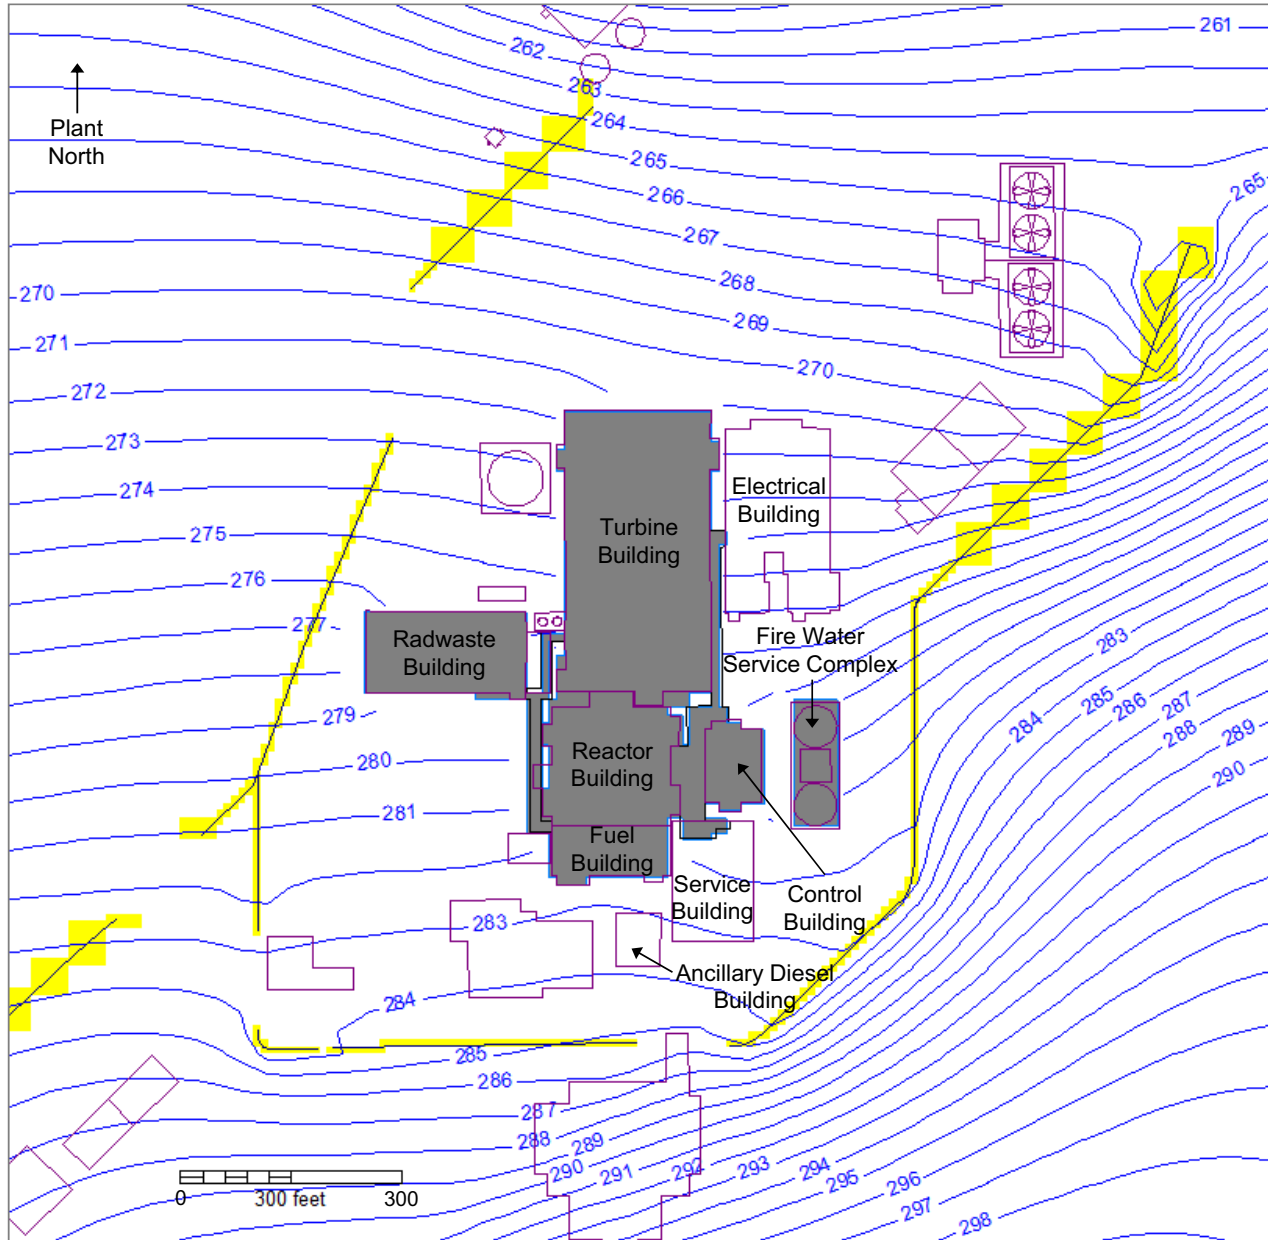 261
262
263
264
265
266
267
268
269
270
265
Plant
North
270
271
272
273
274
275
276
277
279
280
281
Electrical
Building
Turbine
Building
Radwaste
Building
Fire Water
Service Complex
283
284
285
286
287
288
289
290
Reactor
Building
Fuel
Building
Service
Building
Control
Building
283
Ancillary Diesel
Building
284
285
286
287
288
289
290
291
292
293
294
295
296
297
298
0 300 feet 300